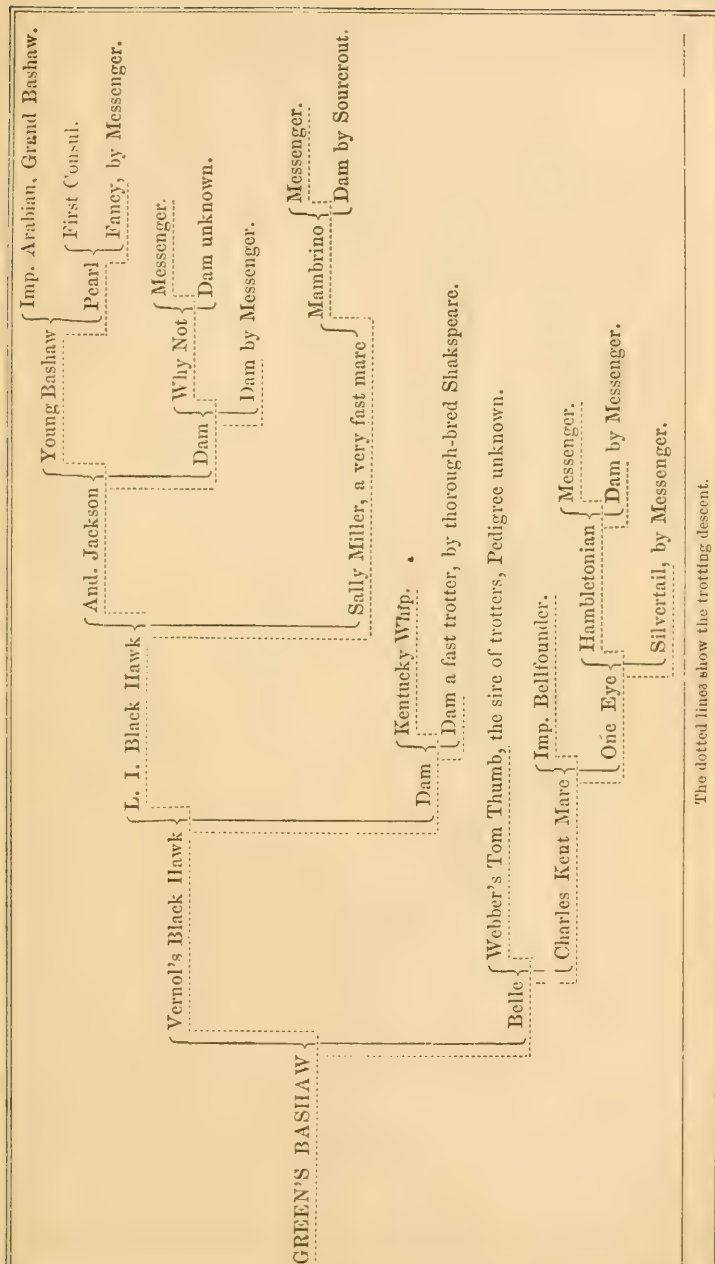 GREEN'S BASHAW
Vernol's Black Hawk
L. I. Black Hawk
And. Jackson
Young Bashaw
Imp. Arabian, Grand Bashaw.
Pearl
First Consul.
Fancy, by Messenger.
Dam
Why Not
Messenger.
Dam unknown.
Dam by Messenger.
Sally Miller, a very fast mare
Mambrino
Messenger.
Dam by Sourcrout.
Dam
Kentucky Whip.
Dam a fast trotter, by thorough-bred Shakspeare.
Belle
Webber's Tom Thumb, the sire of trotters, Pedigree unknown.
Charles Kent Mare
Imp. Bellfounder.
One Eye
Hambletonian
Messenger.
Dam by Messenger.
Silvertail, by Messenger.
The dotted lines show the trotting descent.